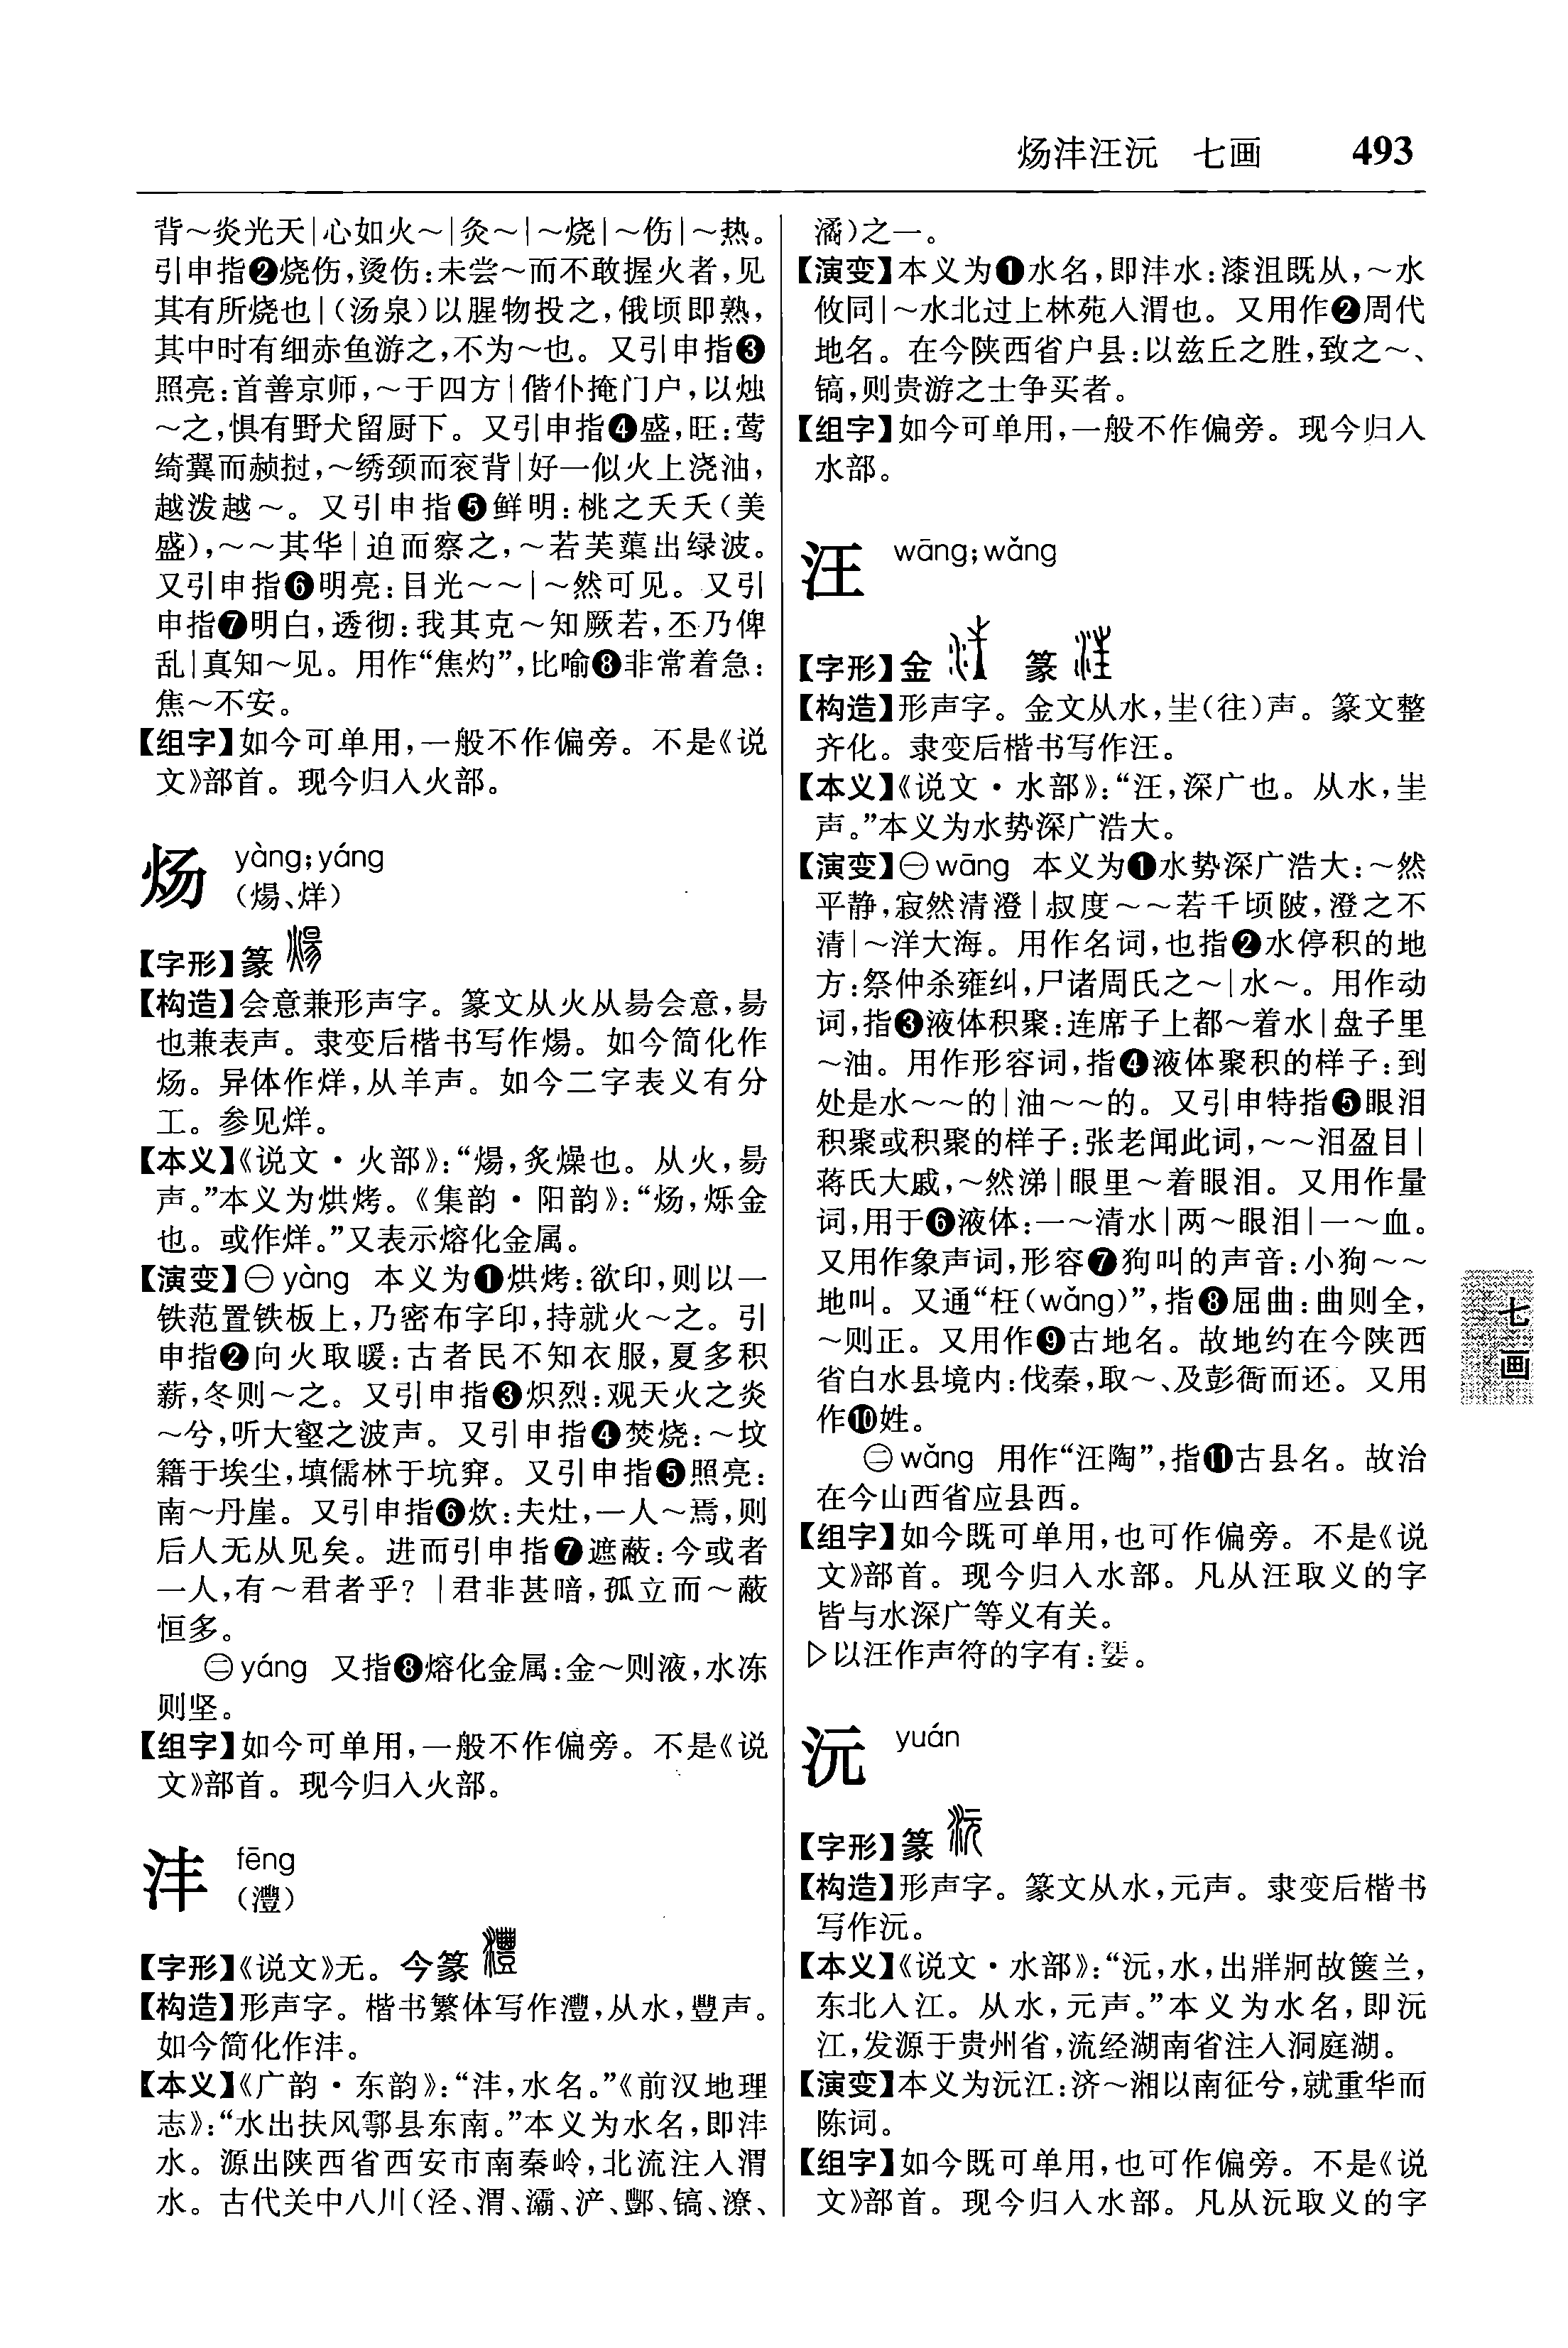 炀沣汪沅 七画 493
背～炎光天|心如火～|灸～|～烧|～伤|～热。
引申指❷烧伤,烫伤:未尝～而不敢握火者,见
其有所烧也|(汤泉)以腥物投之,俄顷即熟,
其中时有细赤鱼游之,不为～也。又引申指❸
照亮:首善京师,～于四方|偕仆掩门户,以烛
～之,惧有野犬留厨下。又引申指❹盛,旺:莺
绮翼而赪挝,～绣颈而衮背|好一似火上浇油,
越泼越～。又引申指❺鲜明:桃之夭夭(美
盛),～～其华|迫而察之,～若芙蕖出绿波。
又引申指❻明亮:目光～～|～然可见。又引
申指❼明白,透彻:我其克～知厥若,丕乃俾
乱|真知～见。用作“焦灼”,比喻❽非常着急:
焦～不安。
【组字】如今可单用,一般不作偏旁。不是《说
文》部首。现今归入火部。
炀 yàng;yáng
(煬、烊)
【字形】篆
【构造】会意兼形声字。篆文从火从昜会意,昜
也兼表声。隶变后楷书写作煬。如今简化作
炀。异体作烊,从羊声。如今二字表义有分
工。参见烊。
【本义】《说文·火部》:“煬,炙燥也。从火,昜
声。”本义为烘烤。《集韵·阳韵》:“炀,烁金
也。或作烊。”又表示熔化金属。
【演变】㊀yàng 本义为❶烘烤:欲印,则以一
铁范置铁板上,乃密布字印,持就火～之。引
申指❷向火取暖:古者民不知衣服,夏多积
薪,冬则～之。又引申指❸炽烈:观天火之炎
～兮,听大壑之波声。又引申指❹焚烧:～坟
籍于埃尘,填儒林于坑穽。又引申指❺照亮:
南～丹崖。又引申指❻炊:夫灶,一人～焉,则
后人无从见矣。进而引申指❼遮蔽:今或者
一人,有～君者乎?|君非甚暗,孤立而～蔽
恒多。
㊁yáng 又指❽熔化金属:金～则液,水冻
则坚。
【组字】如今可单用,一般不作偏旁。不是《说
文》部首。现今归入火部。
沣 fēng
(灃)
【字形】《说文》无。今篆
【构造】形声字。楷书繁体写作灃,从水,豐声。
如今简化作沣。
【本义】《广韵·东韵》:“沣,水名。”《前汉地理
志》:“水出扶风鄠县东南。”本义为水名,即沣
水。源出陕西省西安市南秦岭,北流注入渭
水。古代关中八川(泾、渭、灞、浐、酆、镐、潦、
潏)之一。
【演变】本义为❶水名,即沣水:漆沮既从,～水
攸同|～水北过上林苑入渭也。又用作❷周代
地名。在今陕西省户县:以兹丘之胜,致之～、
镐,则贵游之士争买者。
【组字】如今可单用,一般不作偏旁。现今归入
水部。
汪 wāng;wǎng
【字形】金 篆
【构造】形声字。金文从水,㞷(往)声。篆文整
齐化。隶变后楷书写作汪。
【本义】《说文·水部》:“汪,深广也。从水,㞷
声。”本义为水势深广浩大。
【演变】㊀wāng 本义为❶水势深广浩大:～然
平静,寂然清澄|叔度～～若千顷陂,澄之不
清|～洋大海。用作名词,也指❷水停积的地
方:祭仲杀雍纠,尸诸周氏之～|水～。用作动
词,指❸液体积聚:连席子上都～着水|盘子里
～油。用作形容词,指❹液体聚积的样子:到
处是水～～的|油～～的。又引申特指❺眼泪
积聚或积聚的样子:张老闻此词,～～泪盈目|
蒋氏大戚,～然涕|眼里～着眼泪。又用作量
词,用于❻液体:一～清水|两～眼泪|一～血。
又用作象声词,形容❼狗叫的声音:小狗～～
地叫。又通“枉(wǎng)”,指❽屈曲:曲则全,
～则正。又用作❾古地名。故地约在今陕西
省白水县境内:伐秦,取～、及彭衙而还。又用
作❿姓。
㊁wǎng 用作“汪陶”,指⓫古县名。故治
在今山西省应县西。
【组字】如今既可单用,也可作偏旁。不是《说
文》部首。现今归入水部。凡从汪取义的字
皆与水深广等义有关。
▷以汪作声符的字有:㳹。
沅 yuán
【字形】篆
【构造】形声字。篆文从水,元声。隶变后楷书
写作沅。
【本义】《说文·水部》:“沅,水,出牂牁故箧兰,
东北入江。从水,元声。”本义为水名,即沅
江,发源于贵州省,流经湖南省注入洞庭湖。
【演变】本义为沅江:济～湘以南征兮,就重华而
陈词。
【组字】如今既可单用,也可作偏旁。不是《说
文》部首。现今归入水部。凡从沅取义的字
七画